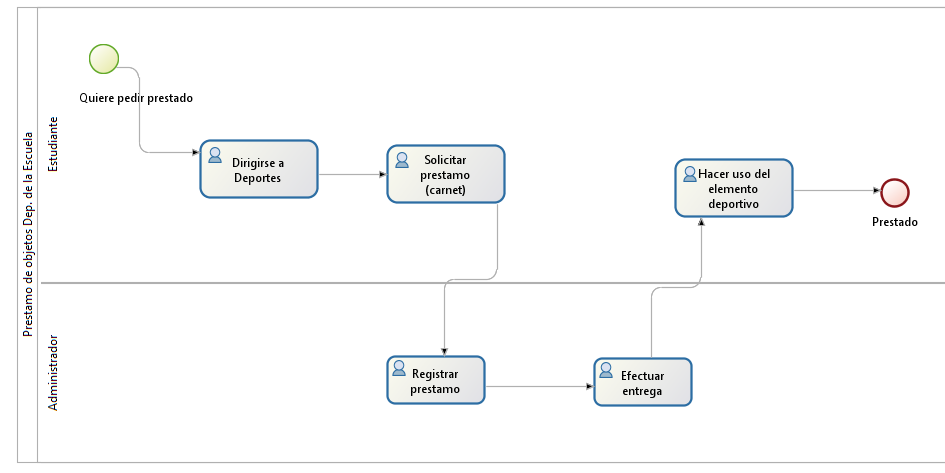 Prestamo de objetos Dep. de la Escuela
Estudiante
Quiere pedir prestado
Dirigirse a
Deportes
Solicitar
prestamo
(carnet)
Hacer uso del
elemento
deportivo
Prestado
Administrador
Registrar
prestamo
Efectuar
entrega